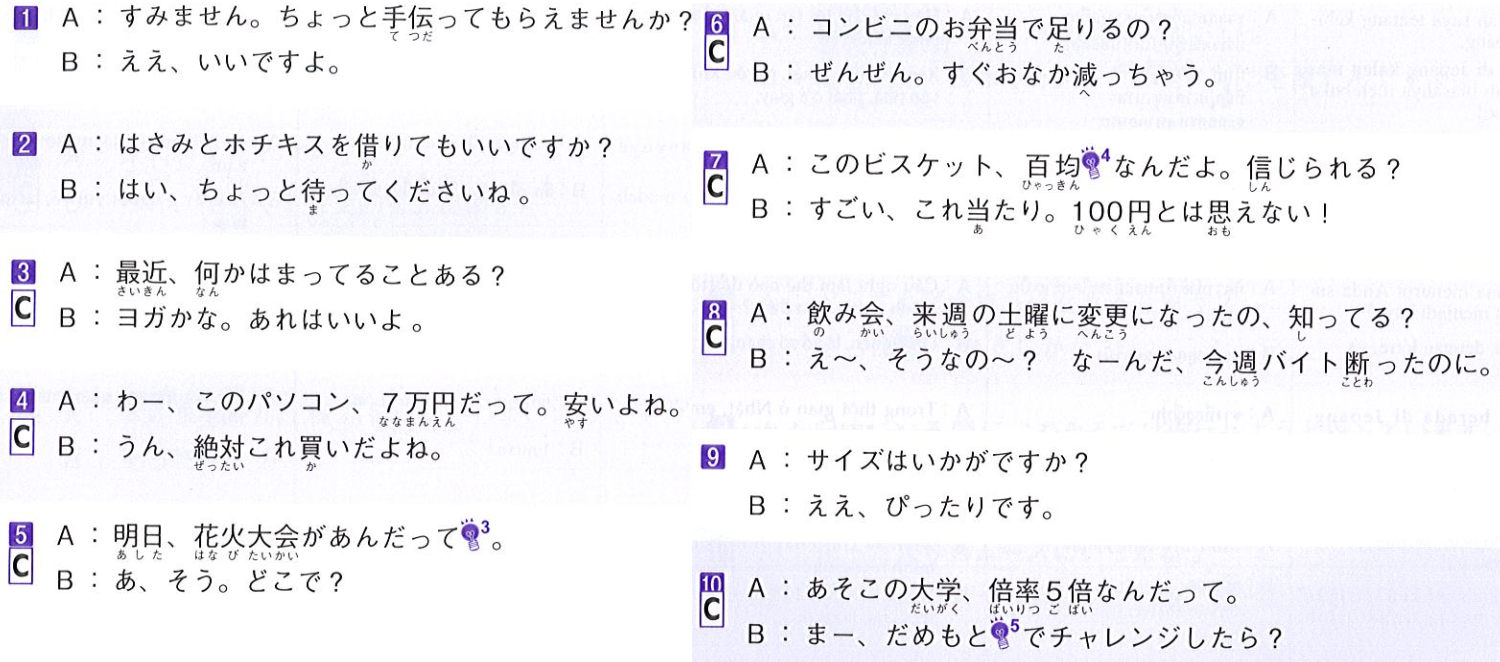 1 A：すみません。ちょっと手伝ってもらえませんか？
てつだ
B：ええ、いいですよ。
2 A：はさみとホチキスを借りてもいいですか？
か
B：はい、ちょっと待ってくださいね。
ま
3 A：最近、何かはまってることある？
さいきん なん
C B：ヨガかな。あれはいいよ。
4 A：わー、このパソコン、７万円だって。安いよね。
ななまんえん やす
C B：うん、絶対これ買いだよね。
ぜったい か
5 A：明日、花火大会があんだって3。
あした はなびたいかい
C B：あ、そう。どこで？
6 A：コンビニのお弁当で足りるの？
べんとう た
C B：ぜんぜん。すぐおなか減っちゃう。
へ
7 A：このビスケット、百均4なんだよ。信じられる？
ひゃっきん しん
C B：すごい、これ当たり。100円とは思えない！
あ ひゃくえん おも
8 A：飲み会、来週の土曜に変更になったの、知ってる？
の かい らいしゅう どよう へんこう し
C B：え〜、そうなの〜？ なーんだ、今週バイト断ったのに。
こんしゅう ことわ
9 A：サイズはいかがですか？
B：ええ、ぴったりです。
10 A：あそこの大学、倍率５倍なんだって。
だいがく ばいりつ ご ばい
C B：まー、だめもと5でチャレンジしたら？